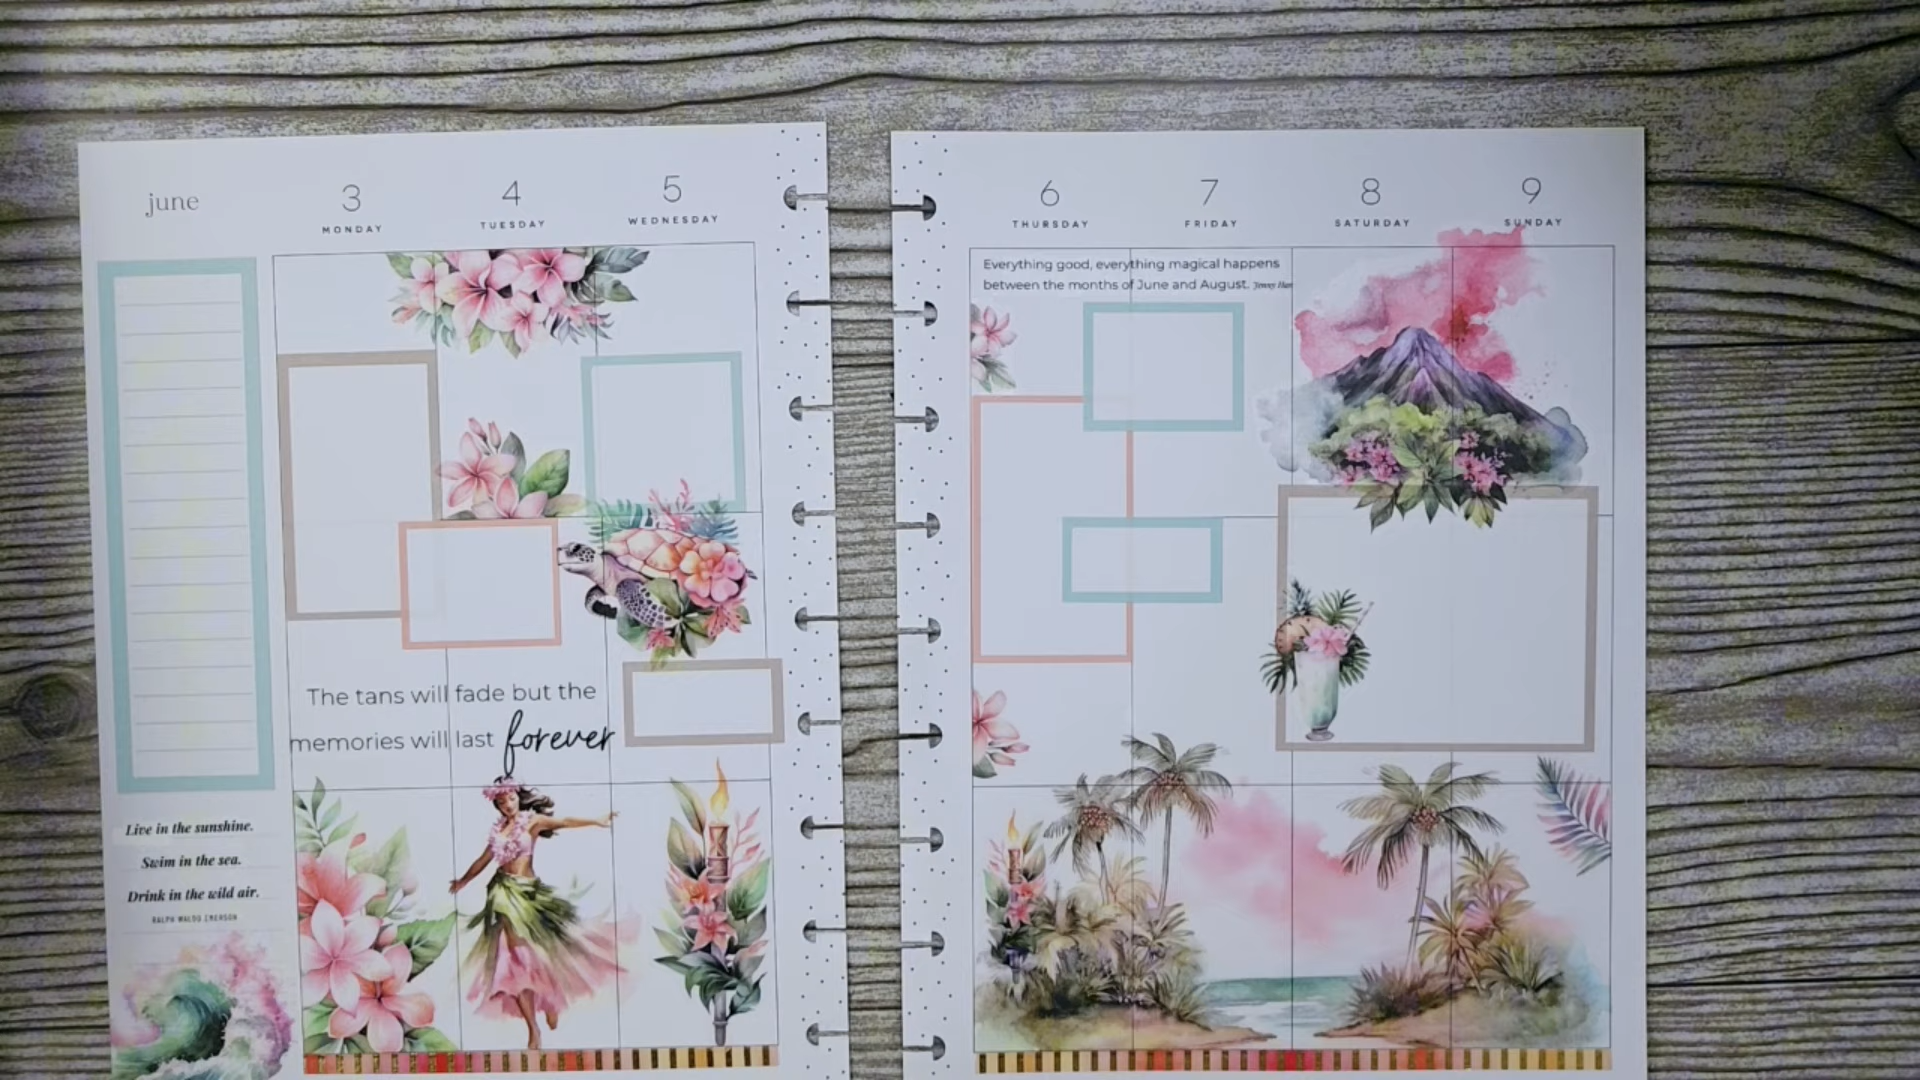 june
3
MONDAY
4
TUESDAY
5
WEDNESDAY
The tans will fade but the
memories will last forever
Live in the sunshine.
Swim in the sea.
Drink in the wild air.
RALPH WALDO EMERSON
6
THURSDAY
7
FRIDAY
8
SATURDAY
9
SUNDAY
Everything good, everything magical happens
between the months of June and August. Jenny Han